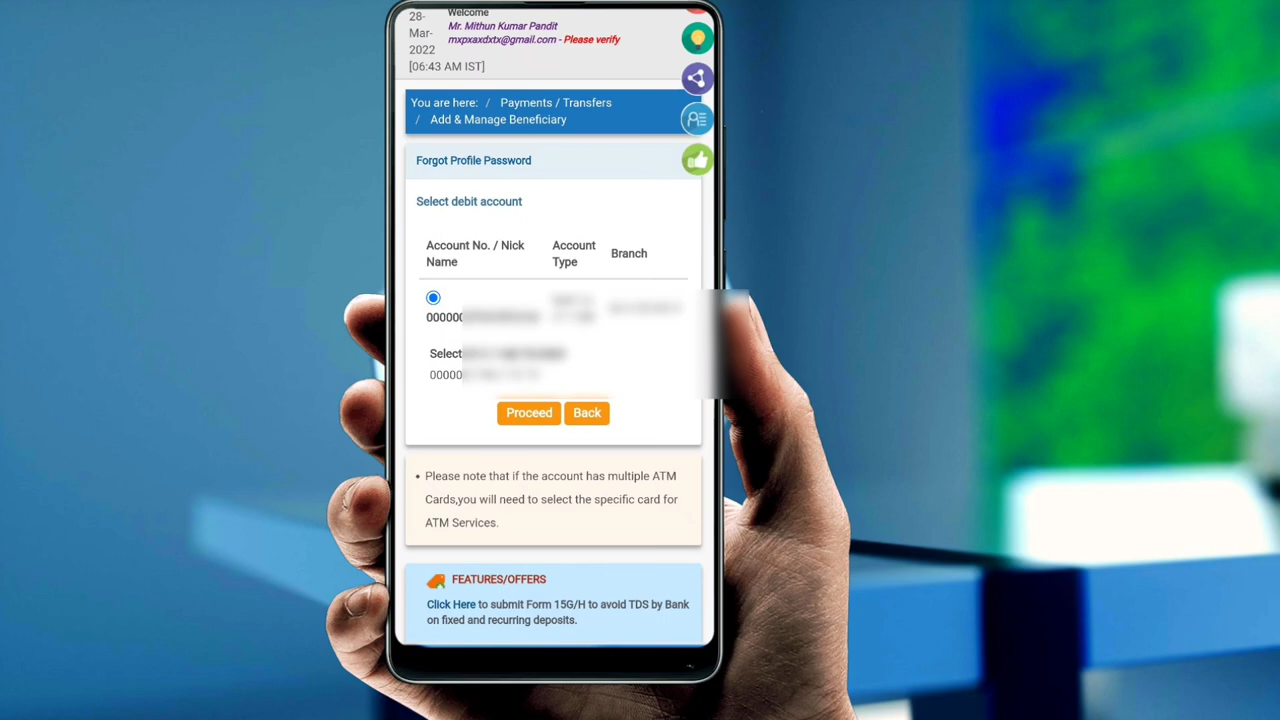 28-
Mar-
2022
[06:43 AM IST]
Welcome
Mr. Mithun Kumar Pandit
mxpxaxdxtx@gmail.com - Please verify
You are here: / Payments / Transfers
/ Add & Manage Beneficiary
Forgot Profile Password
Select debit account
Account No. / Nick Name
Account Type
Branch
000000
Select
00000
Proceed
Back
• Please note that if the account has multiple ATM
Cards,you will need to select the specific card for
ATM Services.
FEATURES/OFFERS
Click Here to submit Form 15G/H to avoid TDS by Bank
on fixed and recurring deposits.